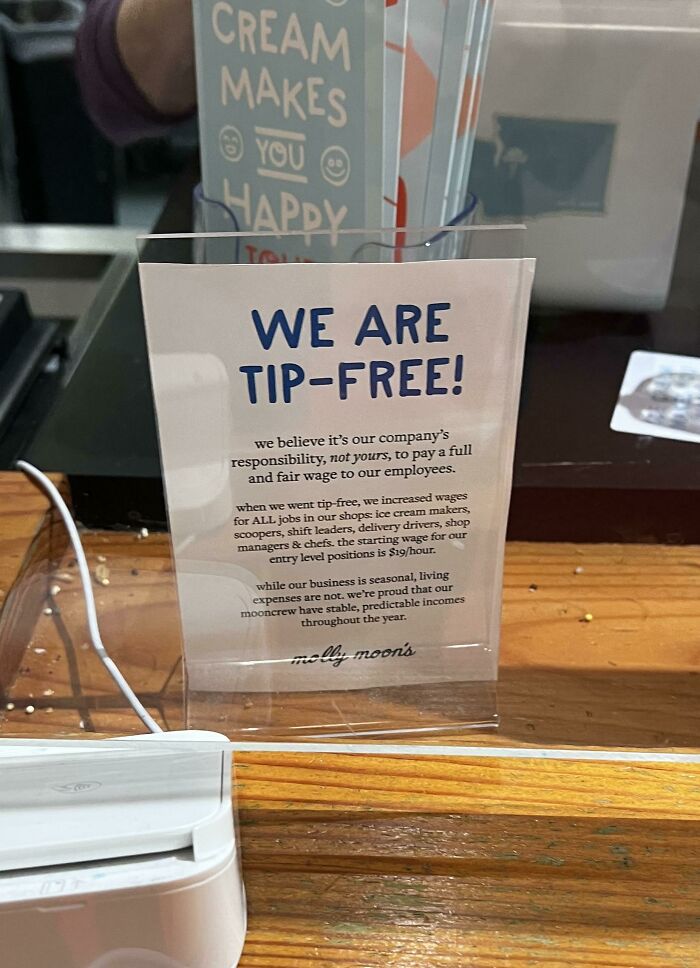 CREAM
MAKES
YOU
HAPPY
WE ARE
TIP-FREE!
we believe it's our company's
responsibility, not yours, to pay a full
and fair wage to our employees.
when we went tip-free, we increased wages
for ALL jobs in our shops: ice cream makers,
scoopers, shift leaders, delivery drivers, shop
managers & chefs. the starting wage for our
entry level positions is $19/hour.
while our business is seasonal, living
expenses are not. we're proud that our
mooncrew have stable, predictable incomes
throughout the year.
molly moon's